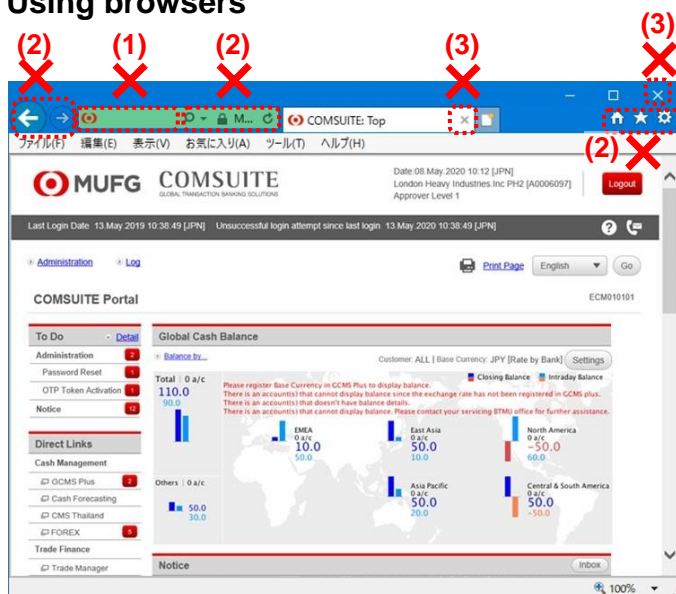 Using browsers
(2) (1) (2) (3) (3)
M... COMSUITE: Top
ファイル(F) 編集(E) 表示(V) お気に入り(A) ツール(T) ヘルプ(H)
(2)
MUFG COMSUITE
GLOBAL TRANSACTION BANKING SOLUTIONS
Date:08.May.2020 10:12 [JPN]
London Heavy Industries.Inc PH2 [A0006097]
Approver Level 1
Logout
Last Login Date 13.May.2019 10:38:49 [JPN] Unsuccessful login attempt since last login 13.May.2020 10:38:49 [JPN]
Administration Log Print Page English Go
COMSUITE Portal ECM010101
To Do Detail
Administration 2
Password Reset 1
OTP Token Activation 1
Notice 12
Direct Links
Cash Management
GCMS Plus 2
Cash Forecasting
CMS Thailand
FOREX 5
Trade Finance
Trade Manager
Global Cash Balance
Balance by... Customer: ALL | Base Currency: JPY [Rate by Bank] Settings
Closing Balance Intraday Balance
Total | 0 a/c
110.0
90.0
Please register Base Currency in GCMS Plus to display balance.
There is an account(s) that cannot display balance since the exchange rate has not been registered in GCMS plus.
There is an account(s) that doesn't have balance details.
There is an account(s) that cannot display balance. Please contact your servicing BTMU office for further assistance.
EMEA
0 a/c
10.0
50.0
East Asia
0 a/c
50.0
10.0
North America
0 a/c
-50.0
60.0
Others | 0 a/c
50.0
30.0
Asia Pacific
0 a/c
50.0
20.0
Central & South America
0 a/c
50.0
-50.0
Notice Inbox
100%